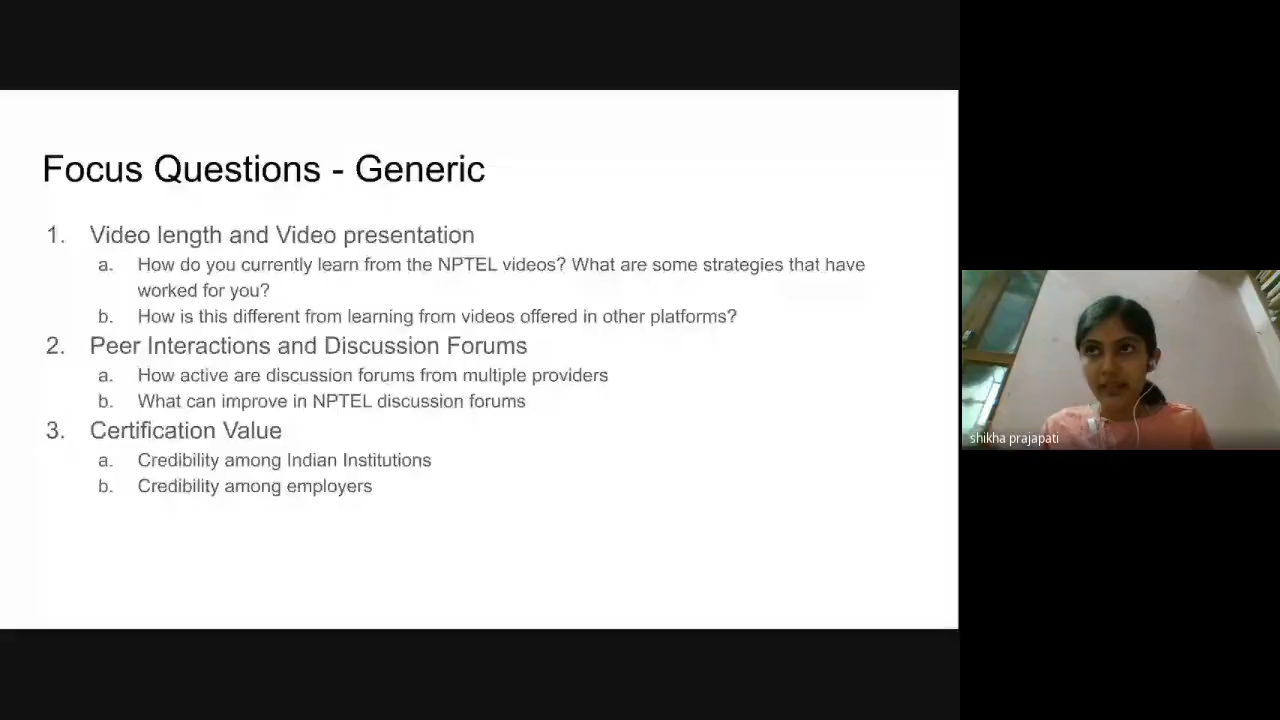 Focus Questions - Generic
1. Video length and Video presentation
a. How do you currently learn from the NPTEL videos? What are some strategies that have
worked for you?
b. How is this different from learning from videos offered in other platforms?
2. Peer Interactions and Discussion Forums
a. How active are discussion forums from multiple providers
b. What can improve in NPTEL discussion forums
3. Certification Value
a. Credibility among Indian Institutions
b. Credibility among employers
shikha prajapati